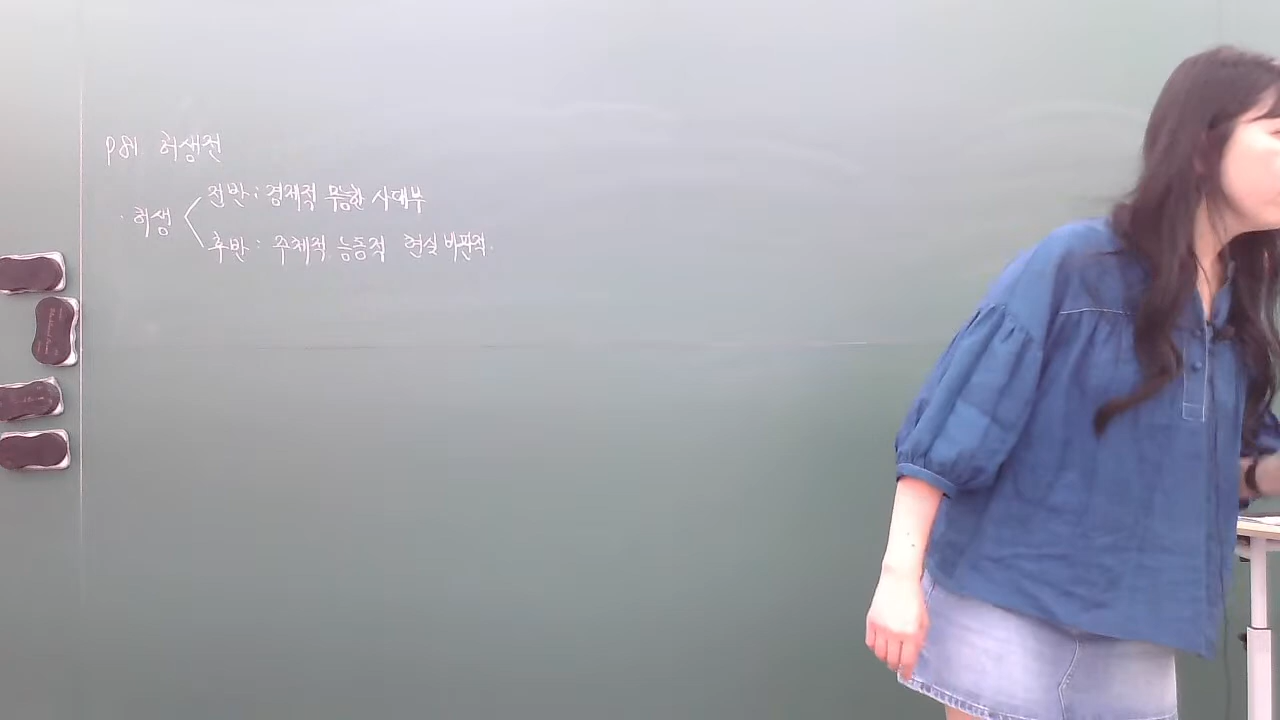 p81. 허생전
· 허생
전반 : 경제적 무능한 사대부
후반 : 주체적 능동적 현실 비판적.